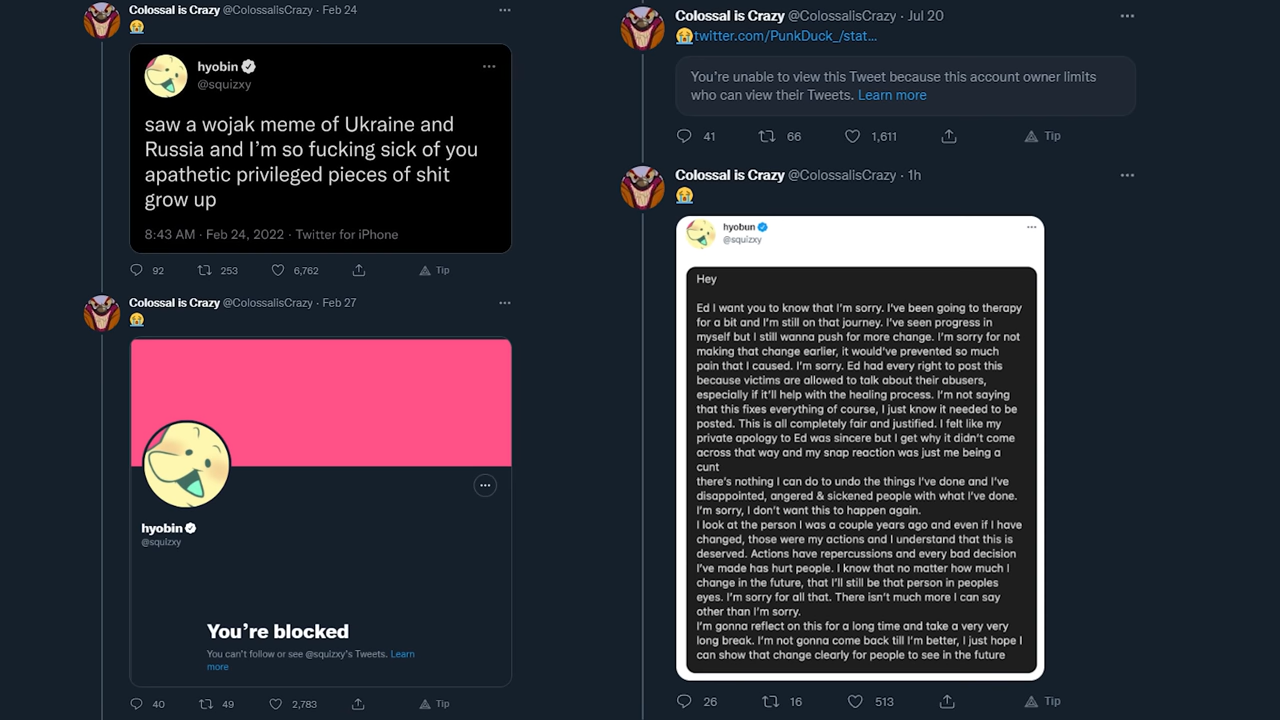 Colossal is Crazy @ColossalIsCrazy · Feb 24
😭
hyobin
@squizxy
saw a wojak meme of Ukraine and
Russia and I'm so fucking sick of you
apathetic privileged pieces of shit
grow up
8:43 AM · Feb 24, 2022 · Twitter for iPhone
92 253 6,762 Tip
Colossal is Crazy @ColossalIsCrazy · Feb 27
😭
hyobin
@squizxy
You're blocked
You can't follow or see @squizxy's Tweets. Learn
more
40 49 2,783 Tip
Colossal is Crazy @ColossalIsCrazy · Jul 20
😭twitter.com/PunkDuck_/stat...
You're unable to view this Tweet because this account owner limits
who can view their Tweets. Learn more
41 66 1,611 Tip
Colossal is Crazy @ColossalIsCrazy · 1h
😭
hyobun
@squizxy
Hey
Ed I want you to know that I'm sorry. I've been going to therapy
for a bit and I'm still on that journey. I've seen progress in
myself but I still wanna push for more change. I'm sorry for not
making that change earlier, it would've prevented so much
pain that I caused. I'm sorry. Ed had every right to post this
because victims are allowed to talk about their abusers,
especially if it'll help with the healing process. I'm not saying
that this fixes everything of course, I just know it needed to be
posted. This is all completely fair and justified. I felt like my
private apology to Ed was sincere but I get why it didn't come
across that way and my snap reaction was just me being a
cunt
there's nothing I can do to undo the things I've done and I've
disappointed, angered & sickened people with what I've done.
I'm sorry, I don't want this to happen again.
I look at the person I was a couple years ago and even if I have
changed, those were my actions and I understand that this is
deserved. Actions have repercussions and every bad decision
I've made has hurt people. I know that no matter how much I
change in the future, that I'll still be that person in peoples
eyes. I'm sorry for all that. There isn't much more I can say
other than I'm sorry.
I'm gonna reflect on this for a long time and take a very very
long break. I'm not gonna come back till I'm better, I just hope I
can show that change clearly for people to see in the future
26 16 513 Tip